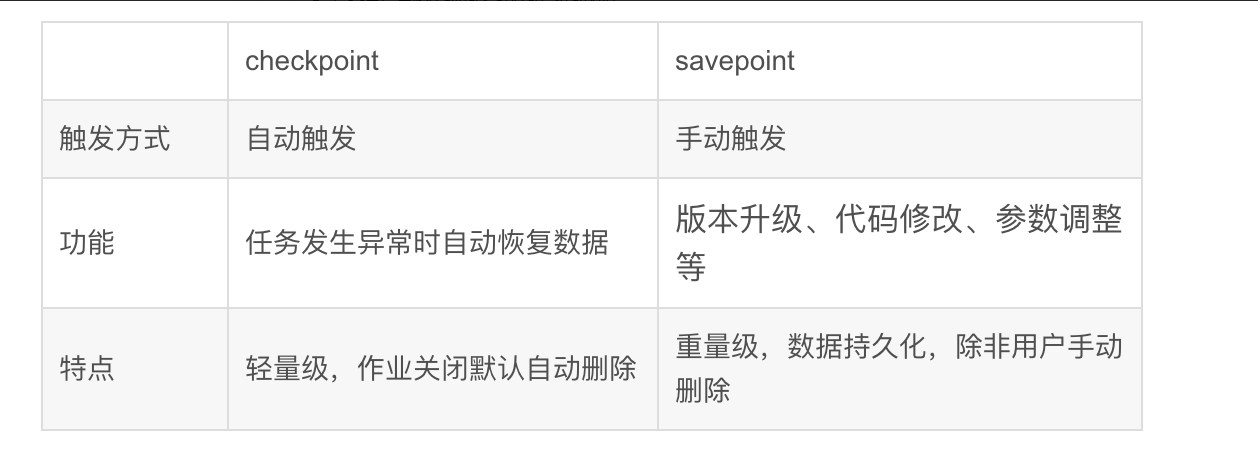 checkpoint
savepoint
触发方式
自动触发
手动触发
功能
任务发生异常时自动恢复数据
版本升级、代码修改、参数调整
等
特点
轻量级，作业关闭默认自动删除
重量级，数据持久化，除非用户手动
删除